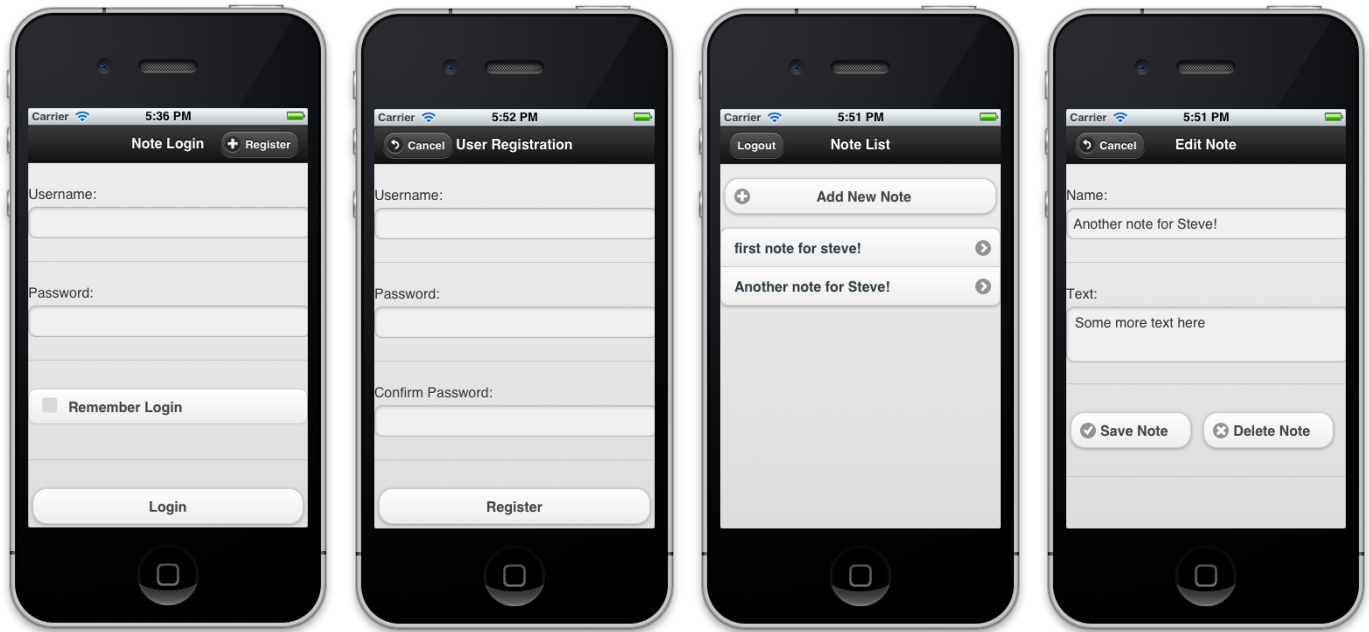 Carrier 5:36 PM
Note Login Register
Username:
Password:
Remember Login
Login
Carrier 5:52 PM
Cancel User Registration
Username:
Password:
Confirm Password:
Register
Carrier 5:51 PM
Logout Note List
Add New Note
first note for steve!
Another note for Steve!
Carrier 5:51 PM
Cancel Edit Note
Name:
Another note for Steve!
Text:
Some more text here
Save Note Delete Note